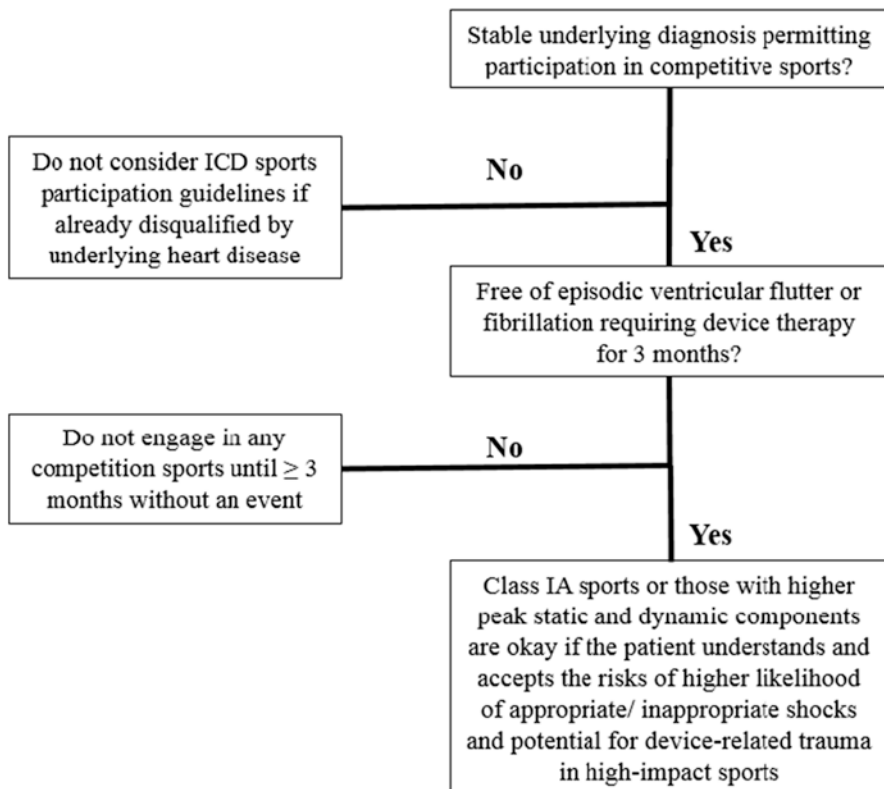 Stable underlying diagnosis permitting
participation in competitive sports?
No
Do not consider ICD sports
participation guidelines if
already disqualified by
underlying heart disease
Yes
Free of episodic ventricular flutter or
fibrillation requiring device therapy
for 3 months?
No
Do not engage in any
competition sports until ≥ 3
months without an event
Yes
Class IA sports or those with higher
peak static and dynamic components
are okay if the patient understands and
accepts the risks of higher likelihood
of appropriate/ inappropriate shocks
and potential for device-related trauma
in high-impact sports